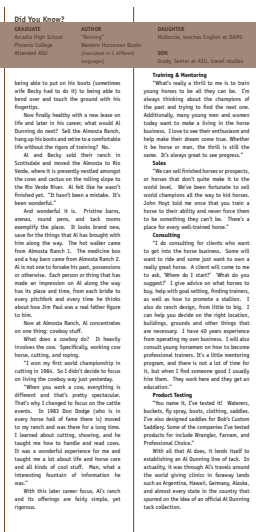 Did You Know?
GRADUATE
Arcadia High School
Phoenix College
Attended ASU
AUTHOR
"Reining"
Western Horseman Books
(translated in 5 different
languages)
DAUGHTER
McKenzie, teaches English at DAMS
SON
Grady, Senior at ASU, travel studies
being able to put on his boots (sometimes
wife Becky had to do it) to being able to
bend over and touch the ground with his
fingertips.
Now finally healthy with a new lease on
life and later in his career, what would Al
Dunning do next? Sell the Almosta Ranch,
hang up his boots and retire to a comfortable
life without the rigors of training? No.
Al and Becky sold their ranch in
Scottsdale and moved the Almosta to Rio
Verde, where it is presently nestled amongst
the cows and cactus on the rolling slope to
the Rio Verde River. Al felt like he wasn't
finished yet. "It hasn't been a mistake. It's
been wonderful."
And wonderful it is. Pristine barns,
arenas, round pens, and tack rooms
exemplify the place. It looks brand new,
save for the things that Al has brought with
him along the way. The hot walker came
from Almosta Ranch 1. The medicine box
and a hay barn came from Almosta Ranch 2.
Al is not one to forsake his past, possessions
or otherwise. Each person or thing that has
made an impression on Al along the way
has its place and time, from each bridle to
every pitchfork and every time he thinks
about how Jim Paul was a real father figure
to him.
Now at Almosta Ranch, Al concentrates
on one thing: cowboy stuff.
What does a cowboy do? It heavily
involves the cow. Specifically, working cow
horse, cutting, and roping.
"I won my first world championship in
cutting in 1984. So I didn't decide to focus
on living the cowboy way just yesterday.
"When you work a cow, everything is
different and that's pretty spectacular.
That's why I changed to focus on the cattle
events. In 1983 Don Dodge (who is in
every horse hall of fame there is) moved
to my ranch and was there for a long time.
I learned about cutting, showing, and he
taught me how to handle and read cows.
It was a wonderful experience for me and
taught me a lot about life and horse care
and all kinds of cool stuff. Man, what a
interesting fountain of information he
was."
With this later career focus, Al's ranch
and its offerings are fairly simple, yet
rigorous.
Training & Mentoring
"What's really a thrill to me is to train
young horses to be all they can be. I'm
always thinking about the champions of
the past and trying to find the next one.
Additionally, many young men and women
today want to make a living in the horse
business. I love to see their enthusiasm and
help make their dream come true. Whether
it be horse or man, the thrill is still the
same. It's always great to see progress."
Sales
"We can sell finished horses or prospects,
or horses that don't quite make it to the
world level. We've been fortunate to sell
world champions all the way to kid horses.
John Hoyt told me once that you train a
horse to their ability and never force them
to be something they can't be. There's a
place for every well-trained horse."
Consulting
"I do consulting for clients who want
to get into the horse business. Some will
want to ride and some just want to own a
really great horse. A client will come to me
to ask, 'Where do I start?' 'What do you
suggest?' I give advice on what horses to
buy, help with goal setting, finding trainers,
as well as how to promote a stallion. I
also do ranch design, from little to big. I
can help you decide on the right location,
buildings, grounds and other things that
are necessary. I have 40 years experience
from operating my own business. I will also
consult young horsemen on how to become
professional trainers. It's a little mentoring
program, and there is not a lot of time for
it, but when I find someone good I usually
hire them. They work here and they get an
education."
Product Testing
"You name it, I've tested it! Waterers,
buckets, fly spray, boots, clothing, saddles.
I've also designed saddles for Bob's Custom
Saddlery. Some of the companies I've tested
products for include Wrangler, Farnam, and
Professional Choice."
With all that Al does, it lends itself to
establishing an Al Dunning line of tack. In
actuality, it was through Al's travels around
the world giving clinics in faraway lands
such as Argentina, Hawaii, Germany, Alaska,
and almost every state in the country that
spurred on the idea of an official Al Dunning
tack collection.